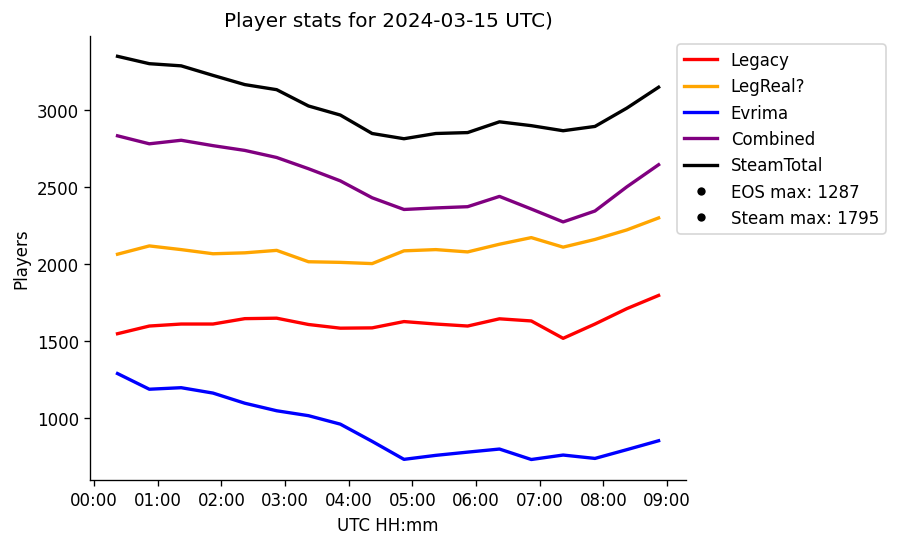 Player stats for 2024-03-15 UTC)
Legacy
LegReal?
Evrima
Combined
SteamTotal
EOS max: 1287
Steam max: 1795
Players
3000
2500
2000
1500
1000
00:00 01:00 02:00 03:00 04:00 05:00 06:00 07:00 08:00 09:00
UTC HH:mm